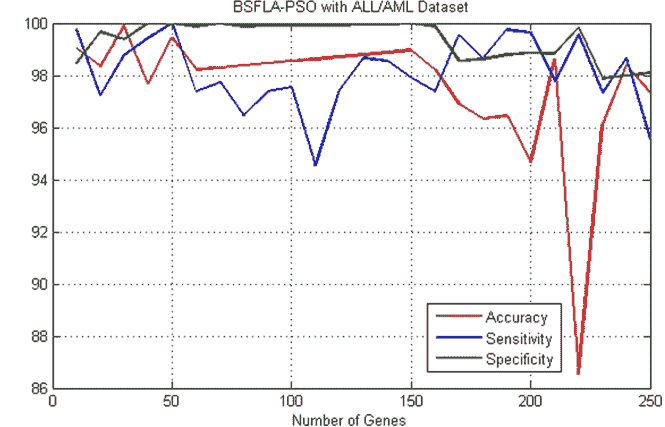 BSFLA-PSO with ALL/AML Dataset
100
98
96
94
92
90
88
86
0
50
100
150
200
250
Number of Genes
Accuracy
Sensitivity
Specificity